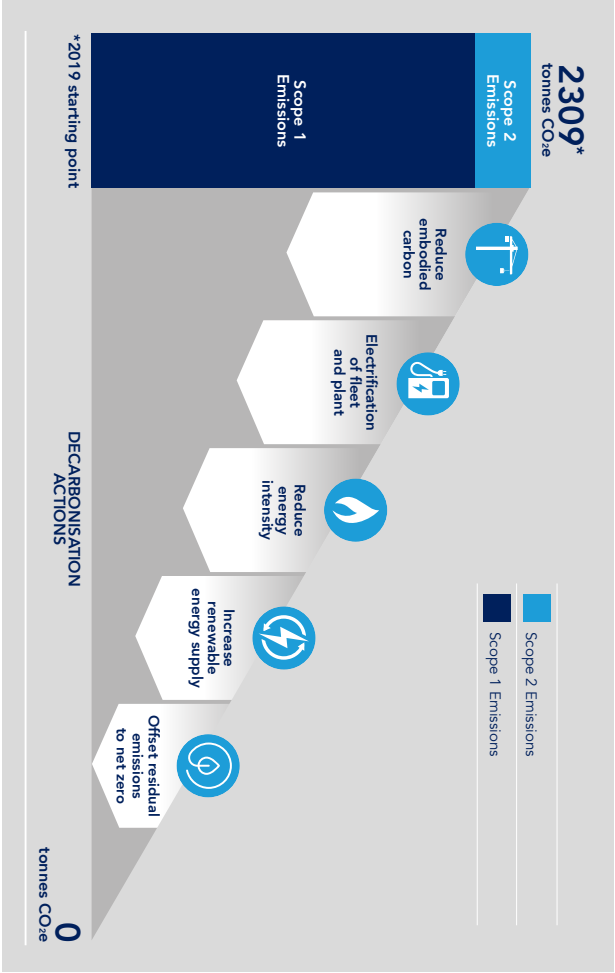 2309*
tonnes CO2e
Scope 2
Emissions
Scope 1
Emissions
*2019 starting point
Reduce
embodied
carbon
Electrification
of fleet
and plant
Reduce
energy
intensity
Increase
renewable
energy supply
Offset residual
emissions
to net zero
Scope 2 Emissions
Scope 1 Emissions
DECARBONISATION
ACTIONS
0
tonnes CO2e